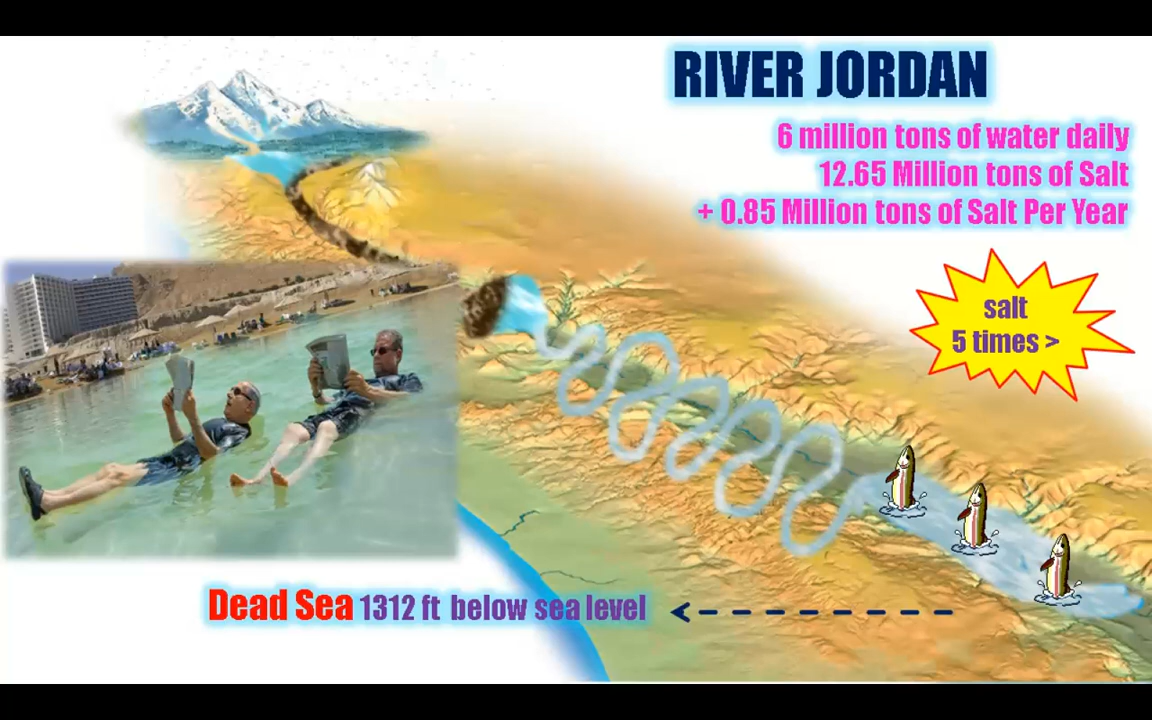 RIVER JORDAN
6 million tons of water daily
12.65 Million tons of Salt
+ 0.85 Million tons of Salt Per Year
salt
5 times >
Dead Sea 1312 ft below sea level